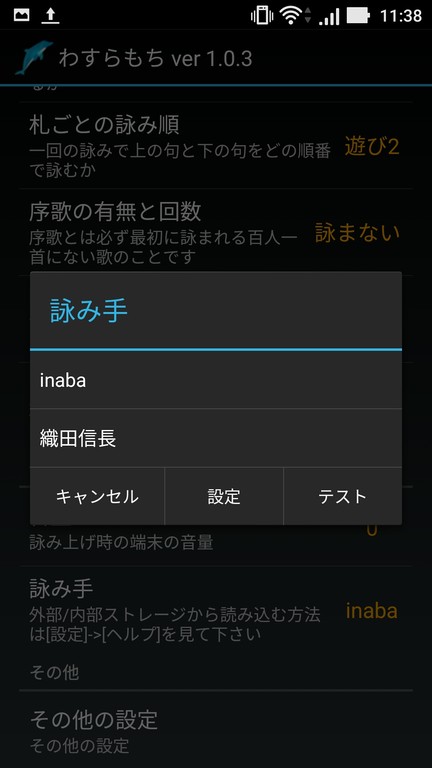 11:38
わすらもち ver 1.0.3
札ごとの詠み順
一回の詠みで上の句と下の句をどの順番
で詠むか
遊び2
序歌の有無と回数
序歌とは必ず最初に詠まれる百人一
首にない歌のことです
詠まない
詠み手
inaba
織田信長
キャンセル 設定 テスト
0
詠み上げ時の端末の音量
詠み手
外部/内部ストレージから読み込む方法
は[設定]->[ヘルプ]を見て下さい
inaba
その他
その他の設定
その他の設定